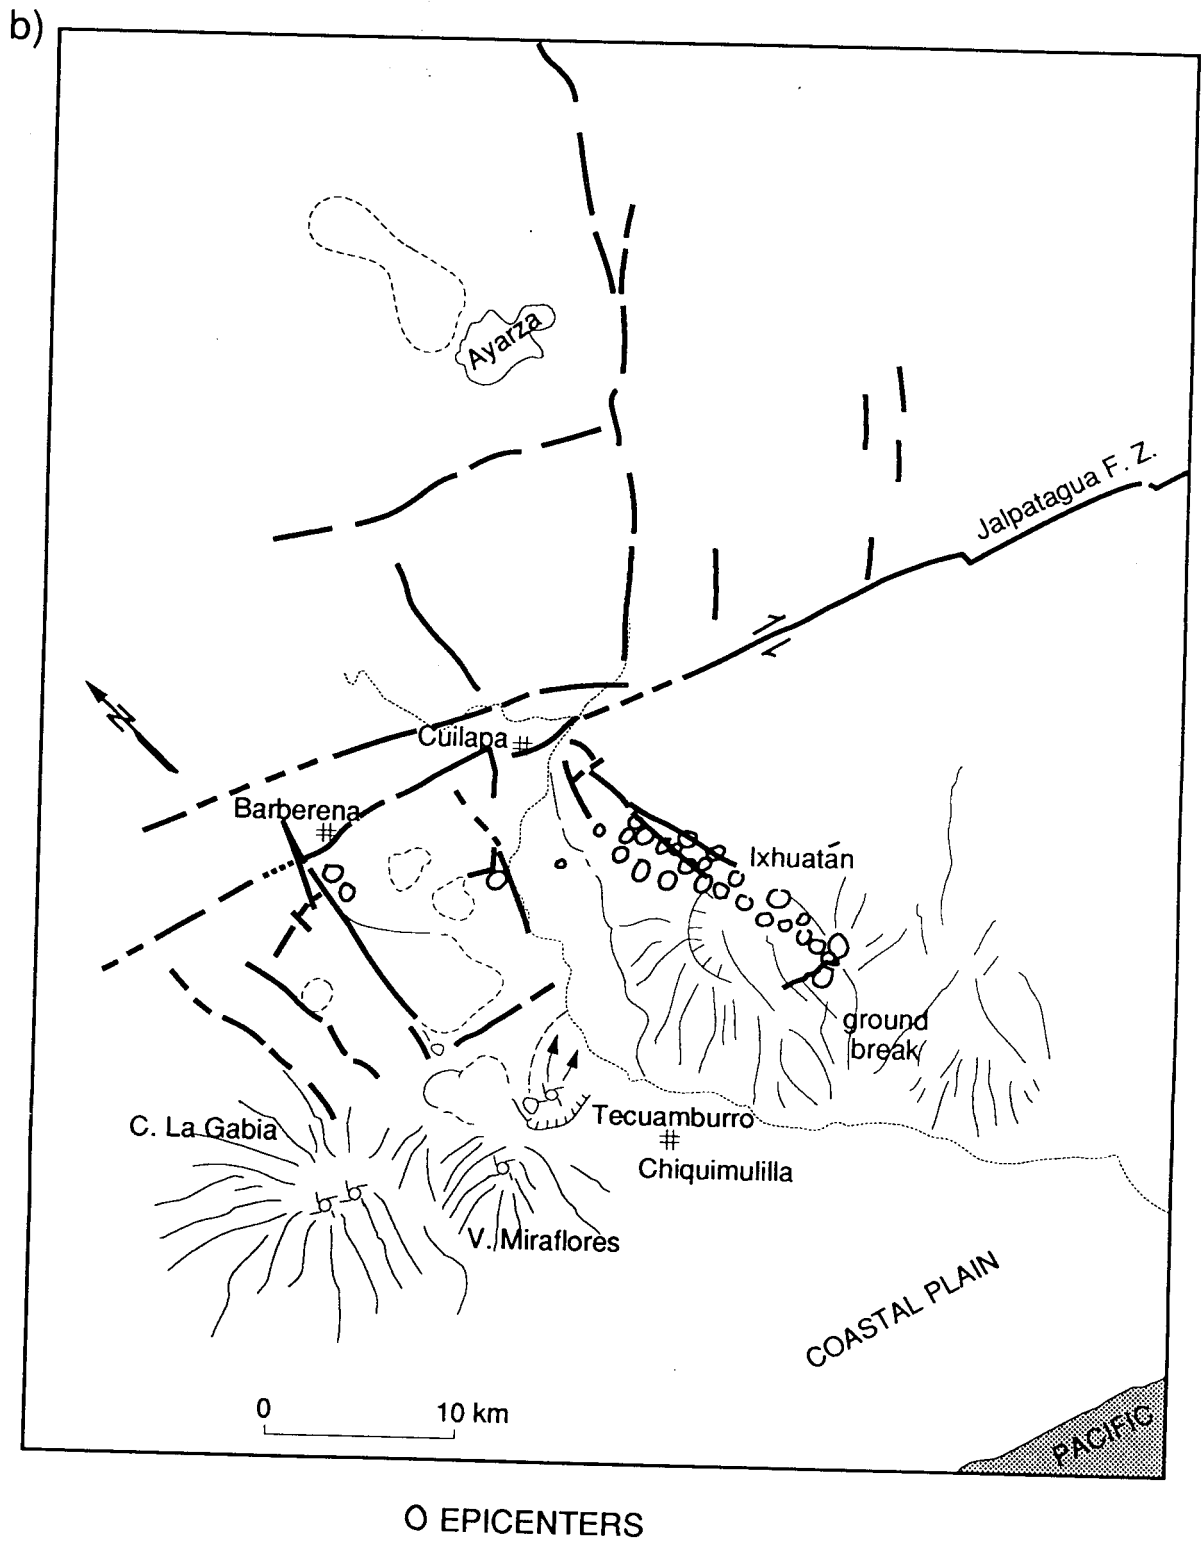 b)
Ayarza
Jalpatagua F. Z.
N
Cuilapa
Barberena
Ixhuatán
ground
break
C. La Gabia
Tecuamburro
Chiquimulilla
V. Miraflores
COASTAL PLAIN
0 10 km
PACIFIC
O EPICENTERS